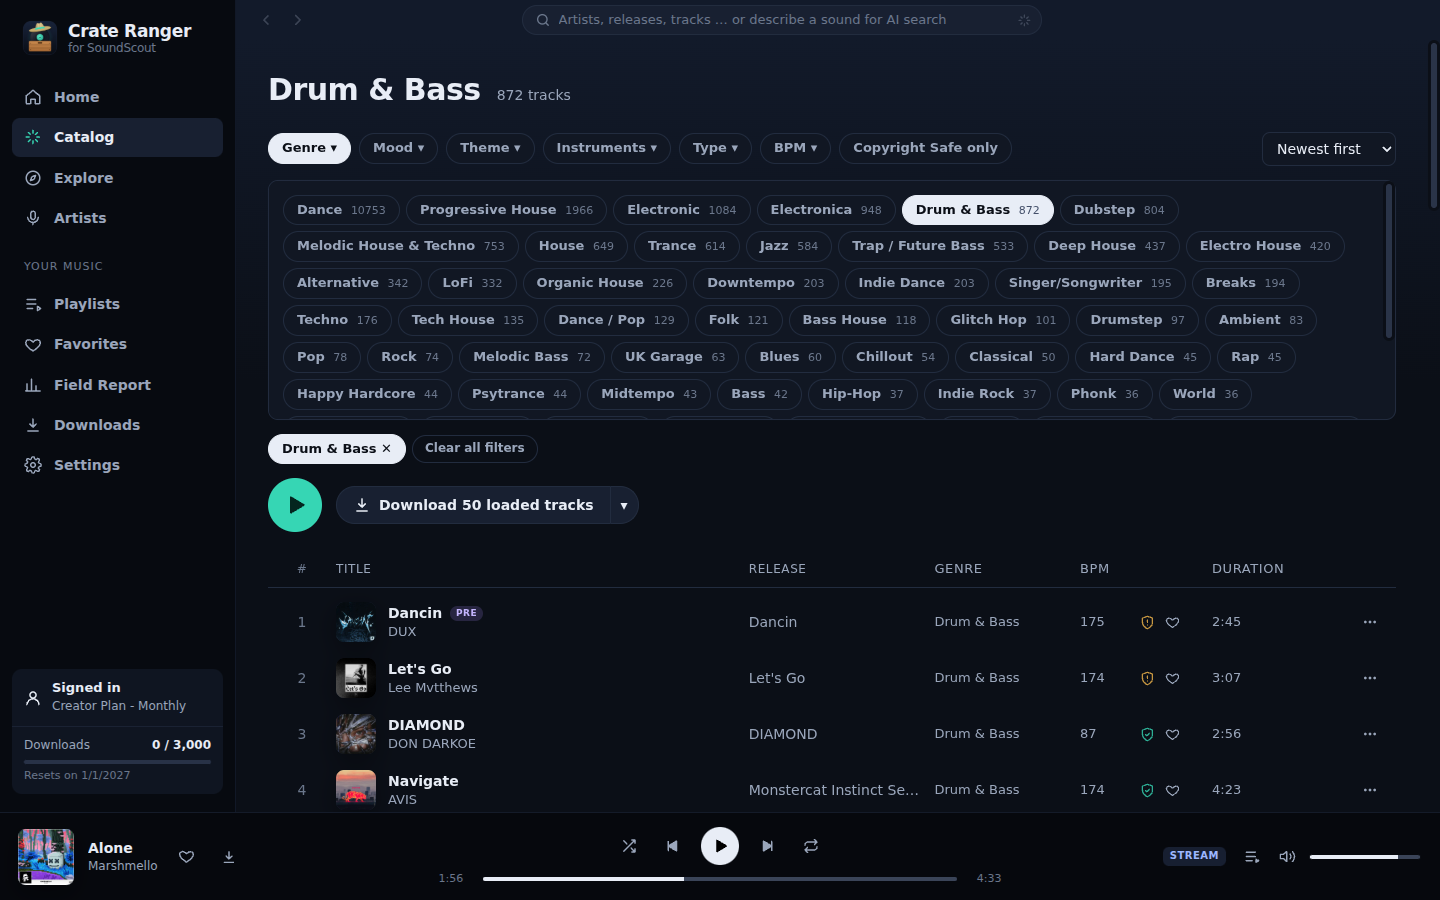 Crate Ranger
for SoundScout
Home
Catalog
Explore
Artists
YOUR MUSIC
Playlists
Favorites
Field Report
Downloads
Settings
Signed in
Creator Plan - Monthly
Downloads 0 / 3,000
Resets on 1/1/2027
Artists, releases, tracks ... or describe a sound for AI search
Drum & Bass 872 tracks
Genre ▾ Mood ▾ Theme ▾ Instruments ▾ Type ▾ BPM ▾ Copyright Safe only Newest first
Dance 10753 Progressive House 1966 Electronic 1084 Electronica 948 Drum & Bass 872 Dubstep 804
Melodic House & Techno 753 House 649 Trance 614 Jazz 584 Trap / Future Bass 533 Deep House 437 Electro House 420
Alternative 342 LoFi 332 Organic House 226 Downtempo 203 Indie Dance 203 Singer/Songwriter 195 Breaks 194
Techno 176 Tech House 135 Dance / Pop 129 Folk 121 Bass House 118 Glitch Hop 101 Drumstep 97 Ambient 83
Pop 78 Rock 74 Melodic Bass 72 UK Garage 63 Blues 60 Chillout 54 Classical 50 Hard Dance 45 Rap 45
Happy Hardcore 44 Psytrance 44 Midtempo 43 Bass 42 Hip-Hop 37 Indie Rock 37 Phonk 36 World 36
Drum & Bass ✕ Clear all filters
Download 50 loaded tracks ▾
# TITLE RELEASE GENRE BPM DURATION
1 Dancin PRE DUX Dancin Drum & Bass 175 2:45
2 Let's Go Lee Mvtthews Let's Go Drum & Bass 174 3:07
3 DIAMOND DON DARKOE DIAMOND Drum & Bass 87 2:56
4 Navigate AVIS Monstercat Instinct Se... Drum & Bass 174 4:23
Alone
Marshmello
1:56 4:33
STREAM